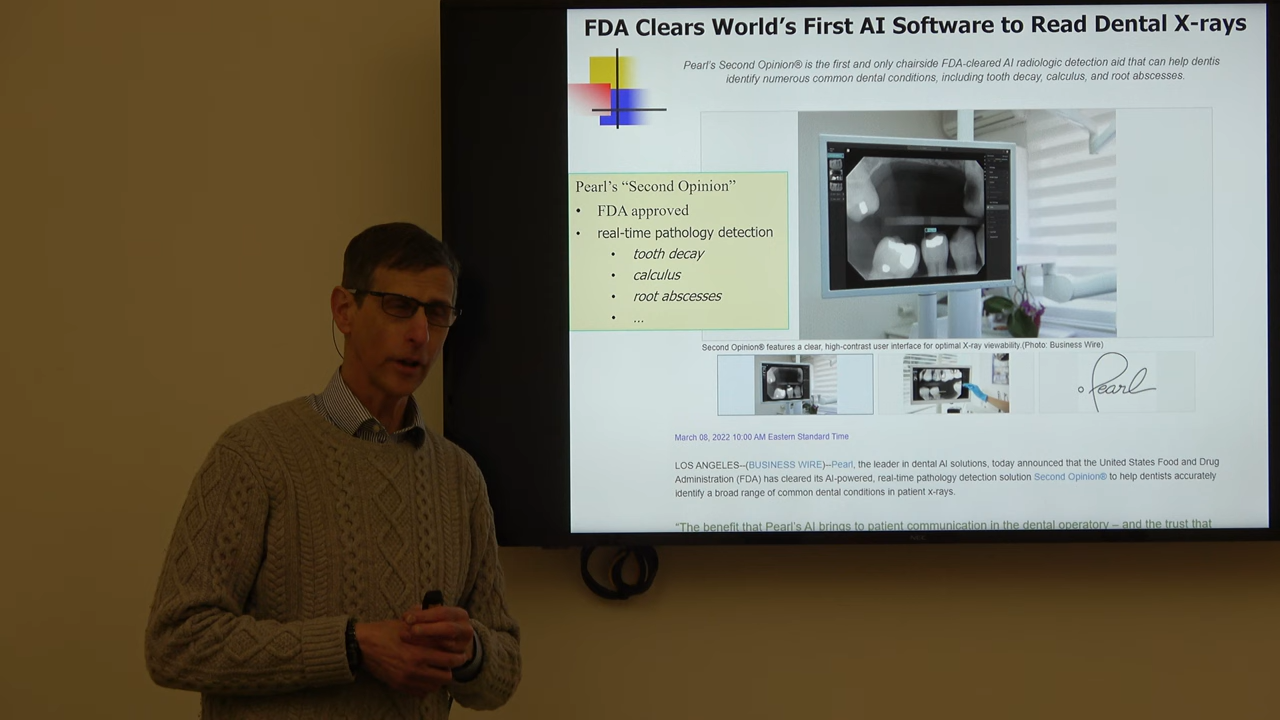 FDA Clears World's First AI Software to Read Dental X-rays
Pearl's Second Opinion® is the first and only chairside FDA-cleared AI radiologic detection aid that can help dentis
identify numerous common dental conditions, including tooth decay, calculus, and root abscesses.
Pearl's “Second Opinion”
• FDA approved
• real-time pathology detection
• tooth decay
• calculus
• root abscesses
• ...
Second Opinion® features a clear, high-contrast user interface for optimal X-ray viewability.(Photo: Business Wire)
Pearl
March 08, 2022 10:00 AM Eastern Standard Time
LOS ANGELES--(BUSINESS WIRE)--Pearl, the leader in dental AI solutions, today announced that the United States Food and Drug
Administration (FDA) has cleared its AI-powered, real-time pathology detection solution Second Opinion® to help dentists accurately
identify a broad range of common dental conditions in patient x-rays.
“The benefit that Pearl's AI brings to patient communication in the dental operatory – and the trust that
NEC